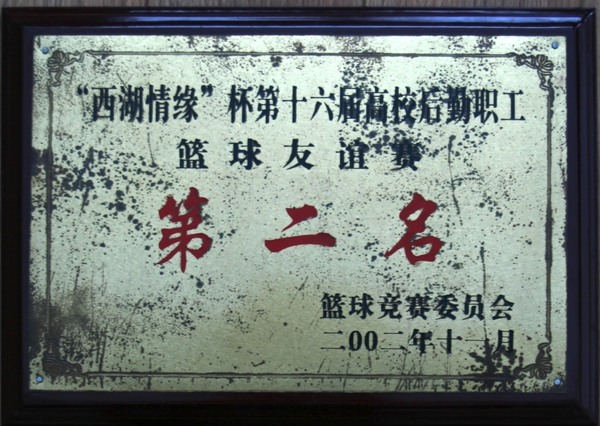 “西湖情缘”杯第十六届高校后勤职工
篮球友谊赛
第二名
篮球竞赛委员会
二00二年十一月